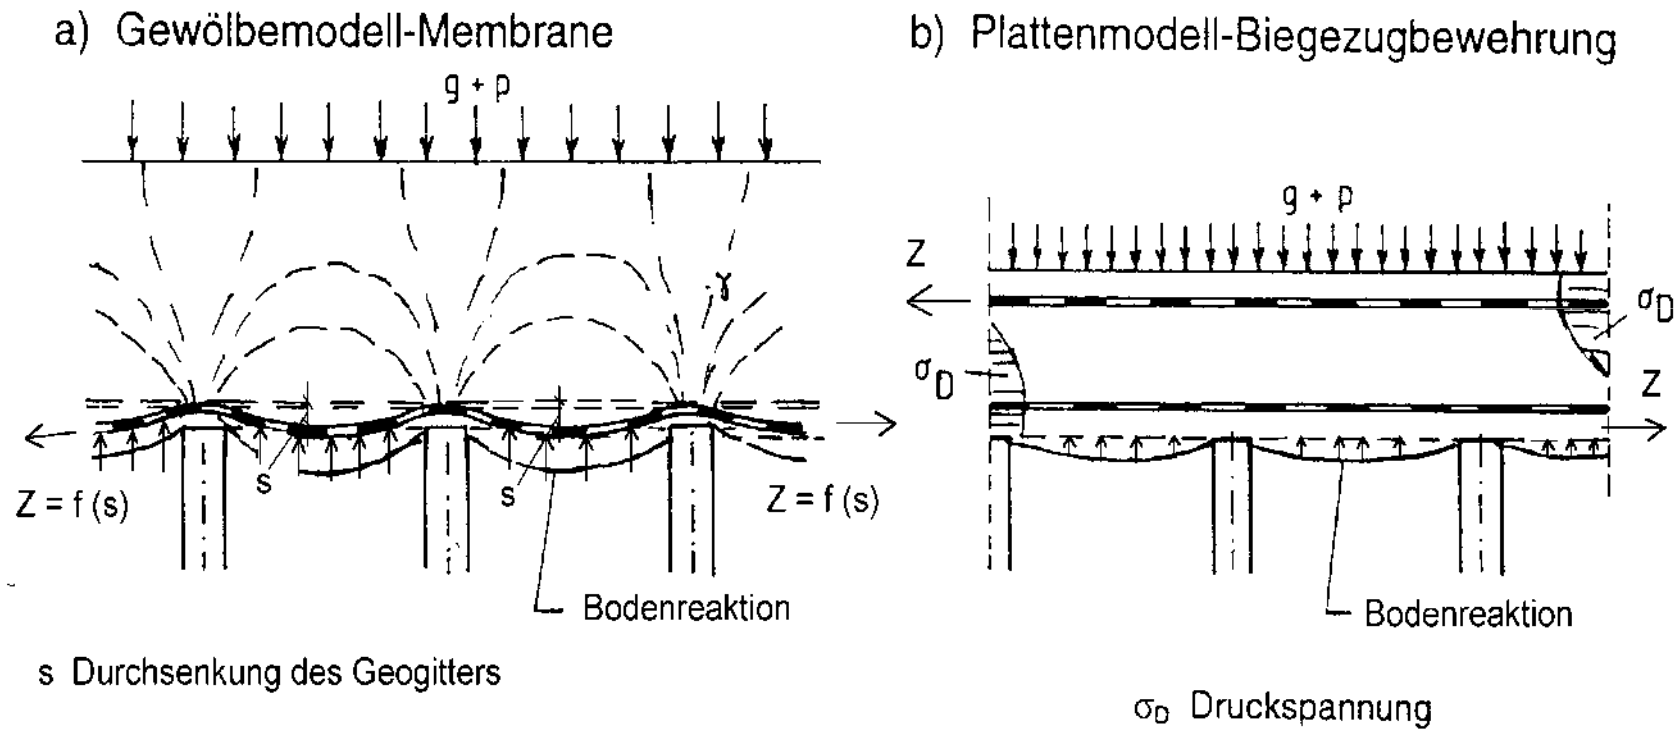 a) Gewölbemodell-Membrane
g + p
γ
s
s
Z = f (s)
Z = f (s)
Bodenreaktion
s Durchsenkung des Geogitters
b) Plattenmodell-Biegezugbewehrung
g + p
Z
σD
σD
Z
Bodenreaktion
σD Druckspannung